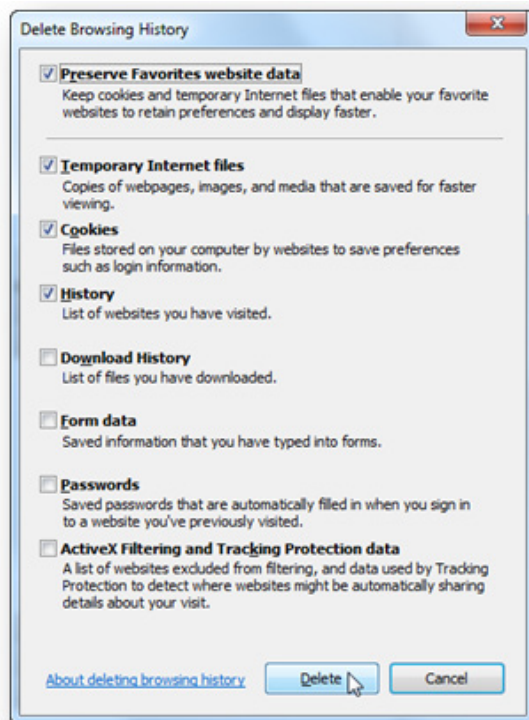 Delete Browsing History
Preserve Favorites website data
Keep cookies and temporary Internet files that enable your favorite
websites to retain preferences and display faster.
Temporary Internet files
Copies of webpages, images, and media that are saved for faster
viewing.
Cookies
Files stored on your computer by websites to save preferences
such as login information.
History
List of websites you have visited.
Download History
List of files you have downloaded.
Form data
Saved information that you have typed into forms.
Passwords
Saved passwords that are automatically filled in when you sign in
to a website you've previously visited.
ActiveX Filtering and Tracking Protection data
A list of websites excluded from filtering, and data used by Tracking
Protection to detect where websites might be automatically sharing
details about your visit.
About deleting browsing history
Delete
Cancel